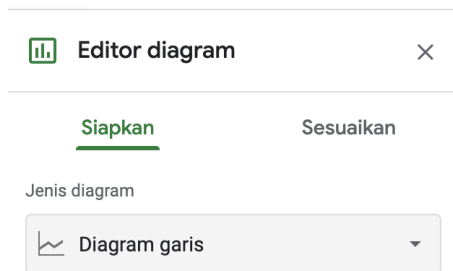 Editor diagram
Siapkan Sesuaikan
Jenis diagram
Diagram garis